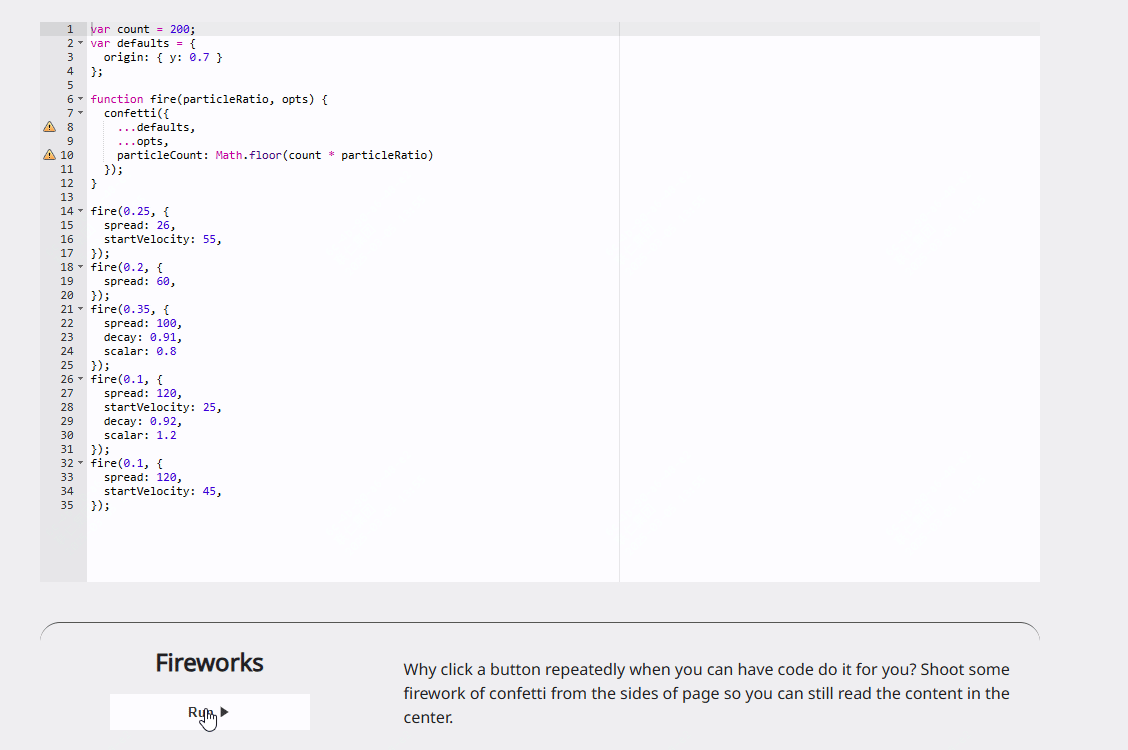 1 var count = 200;
2 var defaults = {
3   origin: { y: 0.7 }
4 };
5
6 function fire(particleRatio, opts) {
7   confetti({
8     ...defaults,
9     ...opts,
10     particleCount: Math.floor(count * particleRatio)
11   });
12 }
13
14 fire(0.25, {
15   spread: 26,
16   startVelocity: 55,
17 });
18 fire(0.2, {
19   spread: 60,
20 });
21 fire(0.35, {
22   spread: 100,
23   decay: 0.91,
24   scalar: 0.8
25 });
26 fire(0.1, {
27   spread: 120,
28   startVelocity: 25,
29   decay: 0.92,
30   scalar: 1.2
31 });
32 fire(0.1, {
33   spread: 120,
34   startVelocity: 45,
35 });
Fireworks
Run
Why click a button repeatedly when you can have code do it for you? Shoot some
firework of confetti from the sides of page so you can still read the content in the
center.